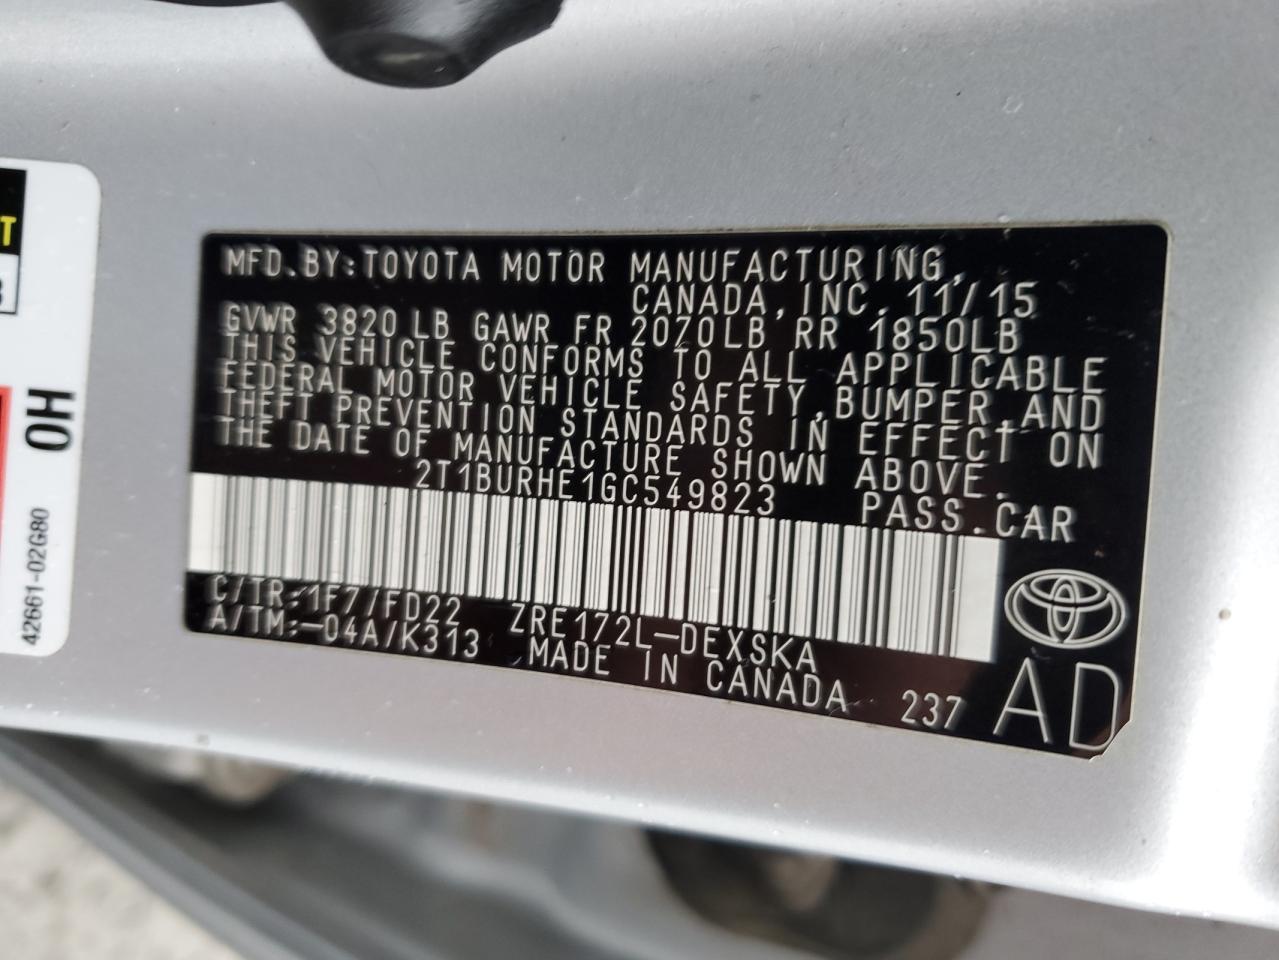 MFD.BY:TOYOTA MOTOR MANUFACTURING,
CANADA,INC. 11/15
GVWR 3820 LB GAWR FR 2070LB RR 1850LB
THIS VEHICLE CONFORMS TO ALL APPLICABLE
FEDERAL MOTOR VEHICLE SAFETY,BUMPER,AND
THEFT PREVENTION STANDARDS IN EFFECT ON
THE DATE OF MANUFACTURE SHOWN ABOVE.
2T1BURHE1GC549823 PASS.CAR
C/TR:1F7/FD22 ZRE172L-DEXSKA
A/TM:-04A/K313 MADE IN CANADA 237
AD
T
0H
42661-02G80